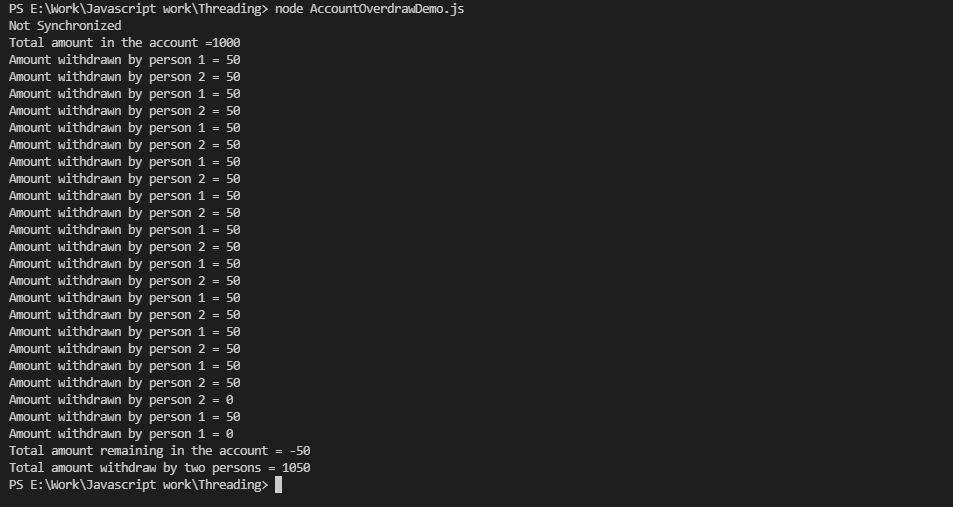 PS E:\Work\Javascript work\Threading> node AccountOverdrawDemo.js
Not Synchronized
Total amount in the account =1000
Amount withdrawn by person 1 = 50
Amount withdrawn by person 2 = 50
Amount withdrawn by person 1 = 50
Amount withdrawn by person 2 = 50
Amount withdrawn by person 1 = 50
Amount withdrawn by person 2 = 50
Amount withdrawn by person 1 = 50
Amount withdrawn by person 2 = 50
Amount withdrawn by person 1 = 50
Amount withdrawn by person 2 = 50
Amount withdrawn by person 1 = 50
Amount withdrawn by person 2 = 50
Amount withdrawn by person 1 = 50
Amount withdrawn by person 2 = 50
Amount withdrawn by person 1 = 50
Amount withdrawn by person 2 = 50
Amount withdrawn by person 1 = 50
Amount withdrawn by person 2 = 50
Amount withdrawn by person 1 = 50
Amount withdrawn by person 2 = 50
Amount withdrawn by person 2 = 0
Amount withdrawn by person 1 = 50
Amount withdrawn by person 1 = 0
Total amount remaining in the account = -50
Total amount withdraw by two persons = 1050
PS E:\Work\Javascript work\Threading>